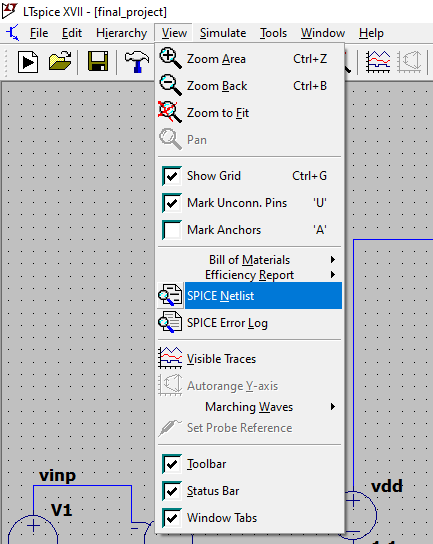 LTspice XVII - [final_project]
File Edit Hierarchy View Simulate Tools Window Help
Zoom Area Ctrl+Z
Zoom Back Ctrl+B
Zoom to Fit
Pan
Show Grid Ctrl+G
Mark Unconn. Pins 'U'
Mark Anchors 'A'
Bill of Materials
Efficiency Report
SPICE Netlist
SPICE Error Log
Visible Traces
Autorange Y-axis
Marching Waves
Set Probe Reference
Toolbar
Status Bar
Window Tabs
vinp
V1
vdd